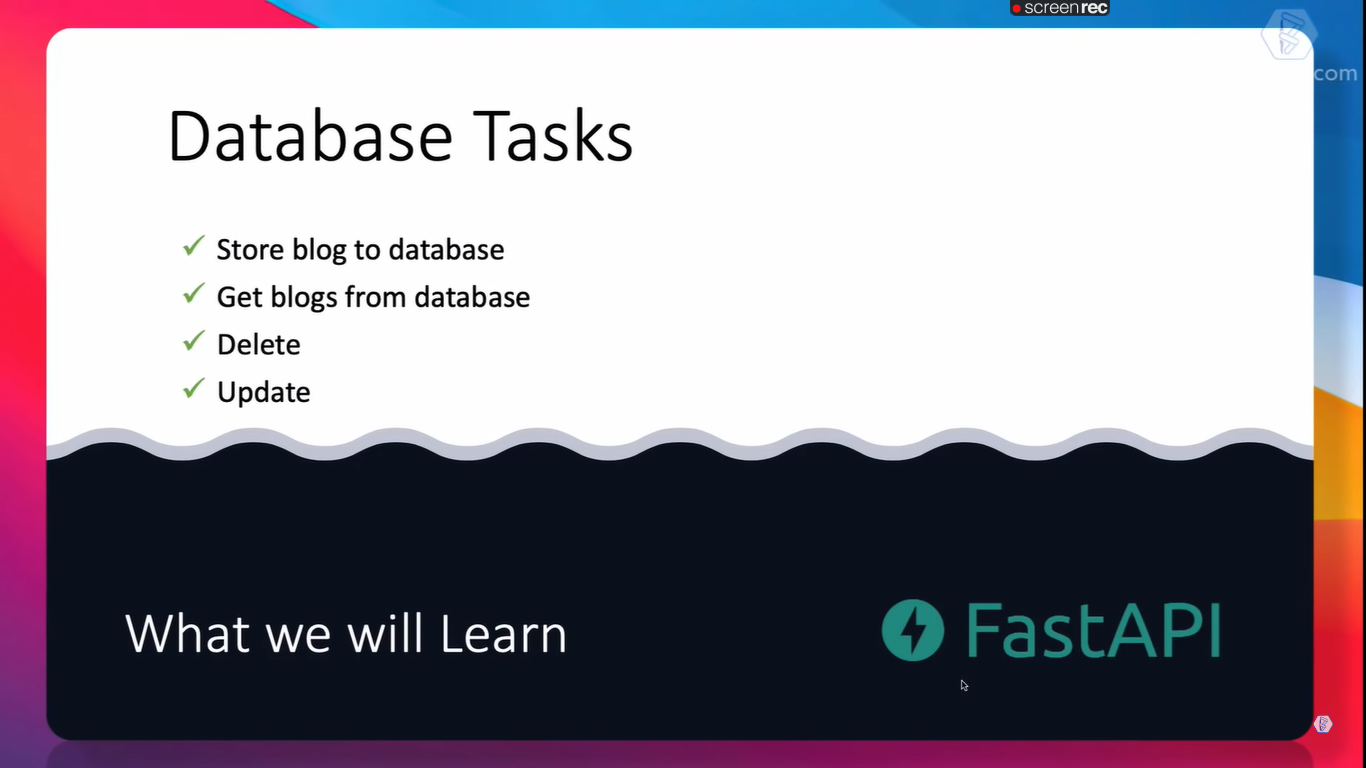 screenrec
com
Database Tasks
Store blog to database
Get blogs from database
Delete
Update
What we will Learn
FastAPI